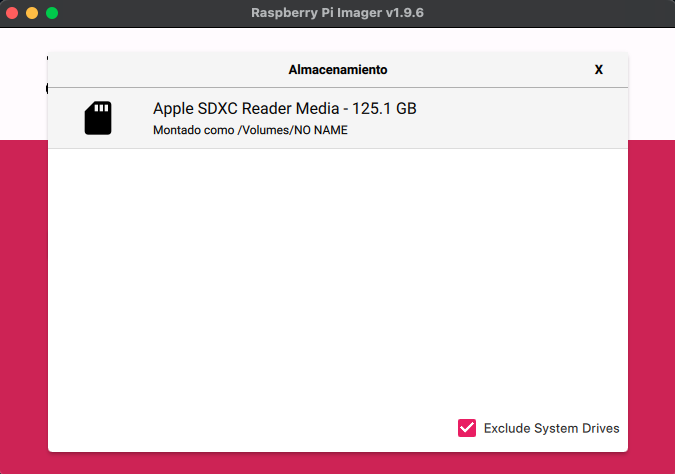 Raspberry Pi Imager v1.9.6
Almacenamiento X
Apple SDXC Reader Media - 125.1 GB
Montado como /Volumes/NO NAME
Exclude System Drives